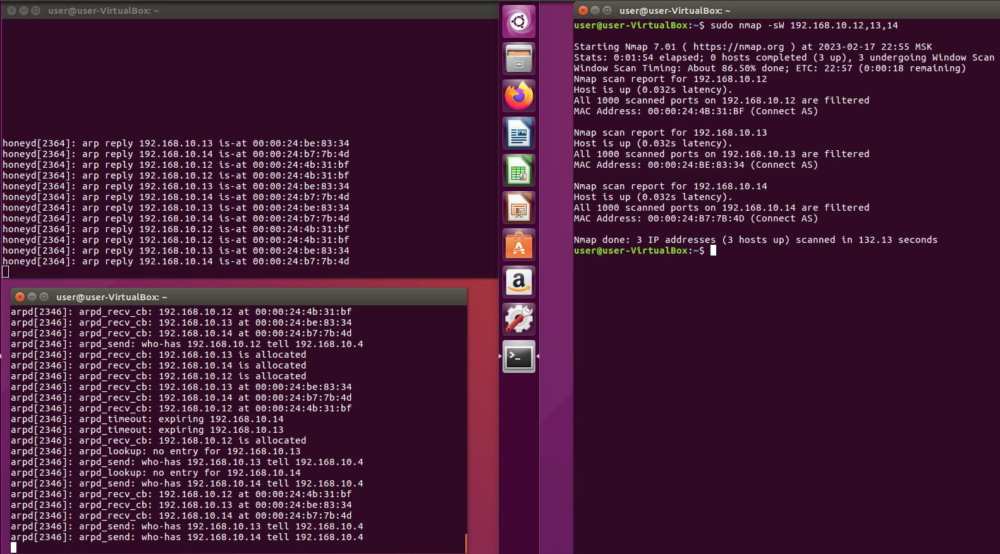 user@user-VirtualBox: ~
honeyd[2364]: arp reply 192.168.10.13 is-at 00:00:24:be:83:34
honeyd[2364]: arp reply 192.168.10.14 is-at 00:00:24:b7:7b:4d
honeyd[2364]: arp reply 192.168.10.12 is-at 00:00:24:4b:31:bf
honeyd[2364]: arp reply 192.168.10.12 is-at 00:00:24:4b:31:bf
honeyd[2364]: arp reply 192.168.10.13 is-at 00:00:24:be:83:34
honeyd[2364]: arp reply 192.168.10.14 is-at 00:00:24:b7:7b:4d
honeyd[2364]: arp reply 192.168.10.13 is-at 00:00:24:be:83:34
honeyd[2364]: arp reply 192.168.10.14 is-at 00:00:24:b7:7b:4d
honeyd[2364]: arp reply 192.168.10.12 is-at 00:00:24:4b:31:bf
honeyd[2364]: arp reply 192.168.10.12 is-at 00:00:24:4b:31:bf
honeyd[2364]: arp reply 192.168.10.13 is-at 00:00:24:be:83:34
honeyd[2364]: arp reply 192.168.10.14 is-at 00:00:24:b7:7b:4d
user@user-VirtualBox: ~
arpd[2346]: arpd_recv_cb: 192.168.10.12 at 00:00:24:4b:31:bf
arpd[2346]: arpd_recv_cb: 192.168.10.13 at 00:00:24:be:83:34
arpd[2346]: arpd_recv_cb: 192.168.10.14 at 00:00:24:b7:7b:4d
arpd[2346]: arpd_send: who-has 192.168.10.12 tell 192.168.10.4
arpd[2346]: arpd_recv_cb: 192.168.10.13 is allocated
arpd[2346]: arpd_recv_cb: 192.168.10.14 is allocated
arpd[2346]: arpd_recv_cb: 192.168.10.12 is allocated
arpd[2346]: arpd_recv_cb: 192.168.10.13 at 00:00:24:be:83:34
arpd[2346]: arpd_recv_cb: 192.168.10.14 at 00:00:24:b7:7b:4d
arpd[2346]: arpd_recv_cb: 192.168.10.12 at 00:00:24:4b:31:bf
arpd[2346]: arpd_timeout: expiring 192.168.10.14
arpd[2346]: arpd_timeout: expiring 192.168.10.13
arpd[2346]: arpd_recv_cb: 192.168.10.12 is allocated
arpd[2346]: arpd_lookup: no entry for 192.168.10.13
arpd[2346]: arpd_send: who-has 192.168.10.13 tell 192.168.10.4
arpd[2346]: arpd_lookup: no entry for 192.168.10.14
arpd[2346]: arpd_send: who-has 192.168.10.14 tell 192.168.10.4
arpd[2346]: arpd_recv_cb: 192.168.10.12 at 00:00:24:4b:31:bf
arpd[2346]: arpd_recv_cb: 192.168.10.13 at 00:00:24:be:83:34
arpd[2346]: arpd_recv_cb: 192.168.10.14 at 00:00:24:b7:7b:4d
arpd[2346]: arpd_send: who-has 192.168.10.13 tell 192.168.10.4
arpd[2346]: arpd_send: who-has 192.168.10.14 tell 192.168.10.4
user@user-VirtualBox: ~
user@user-VirtualBox:~$ sudo nmap -sW 192.168.10.12,13,14
Starting Nmap 7.01 ( https://nmap.org ) at 2023-02-17 22:55 MSK
Stats: 0:01:54 elapsed; 0 hosts completed (3 up), 3 undergoing Window Scan
Window Scan Timing: About 86.50% done; ETC: 22:57 (0:00:18 remaining)
Nmap scan report for 192.168.10.12
Host is up (0.032s latency).
All 1000 scanned ports on 192.168.10.12 are filtered
MAC Address: 00:00:24:4B:31:BF (Connect AS)
Nmap scan report for 192.168.10.13
Host is up (0.032s latency).
All 1000 scanned ports on 192.168.10.13 are filtered
MAC Address: 00:00:24:BE:83:34 (Connect AS)
Nmap scan report for 192.168.10.14
Host is up (0.032s latency).
All 1000 scanned ports on 192.168.10.14 are filtered
MAC Address: 00:00:24:B7:7B:4D (Connect AS)
Nmap done: 3 IP addresses (3 hosts up) scanned in 132.13 seconds
user@user-VirtualBox:~$